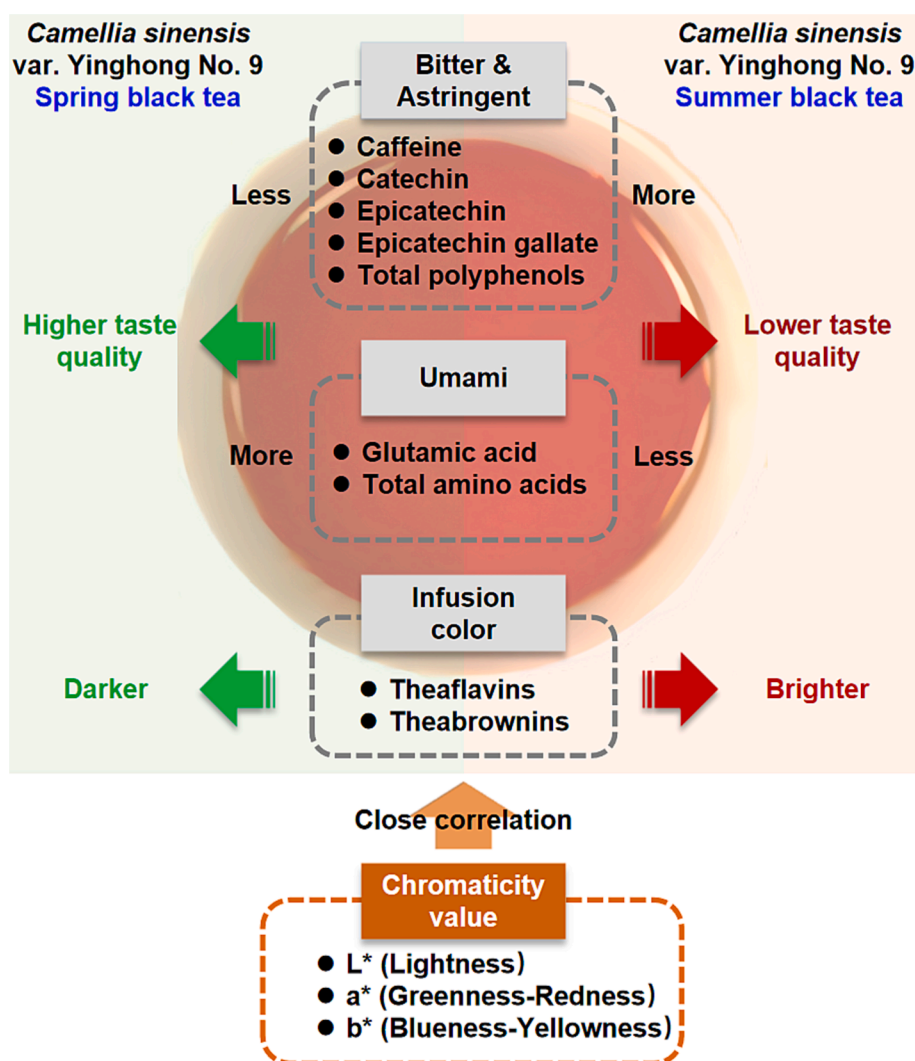 Camellia sinensis
var. Yinghong No. 9
Spring black tea
Camellia sinensis
var. Yinghong No. 9
Summer black tea
Bitter &
Astringent
Less
● Caffeine
● Catechin
● Epicatechin
● Epicatechin gallate
● Total polyphenols
More
Higher taste
quality
Lower taste
quality
Umami
More
● Glutamic acid
● Total amino acids
Less
Infusion
color
Darker
● Theaflavins
● Theabrownins
Brighter
Close correlation
Chromaticity
value
● L* (Lightness)
● a* (Greenness-Redness)
● b* (Blueness-Yellowness)